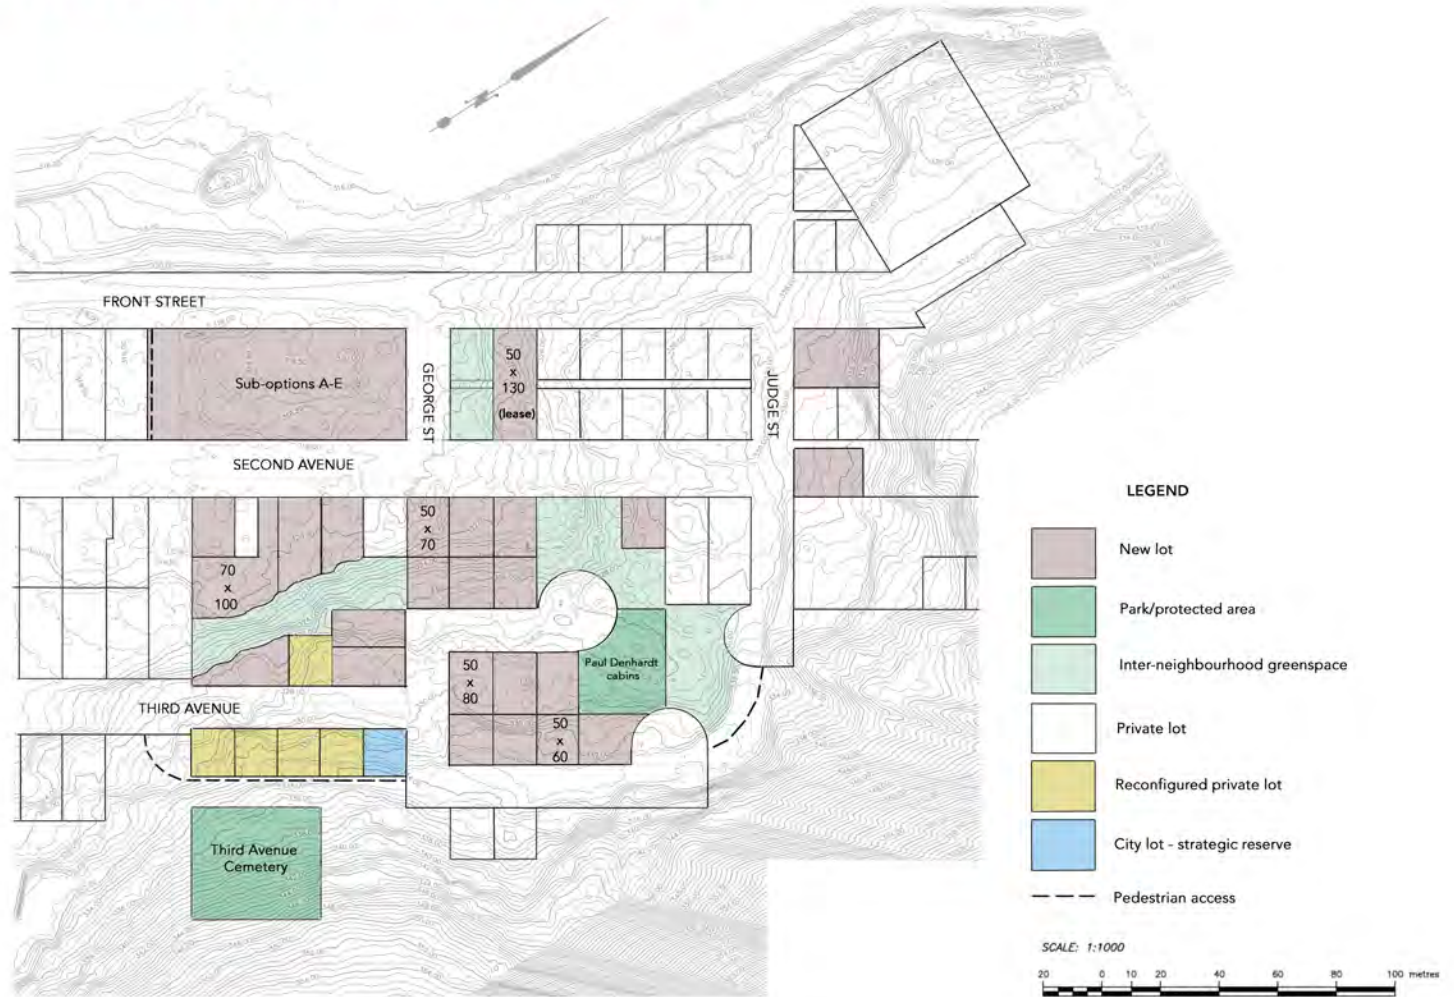 FRONT STREET
Sub-options A-E
GEORGE ST
50
x
130
(lease)
JUDGE ST
SECOND AVENUE
50
x
70
70
x
100
Paul Denhardt
cabins
50
x
80
50
x
60
THIRD AVENUE
Third Avenue
Cemetery
LEGEND
New lot
Park/protected area
Inter-neighbourhood greenspace
Private lot
Reconfigured private lot
City lot - strategic reserve
Pedestrian access
SCALE: 1:1000
20 0 10 20 40 60 80 100 metres